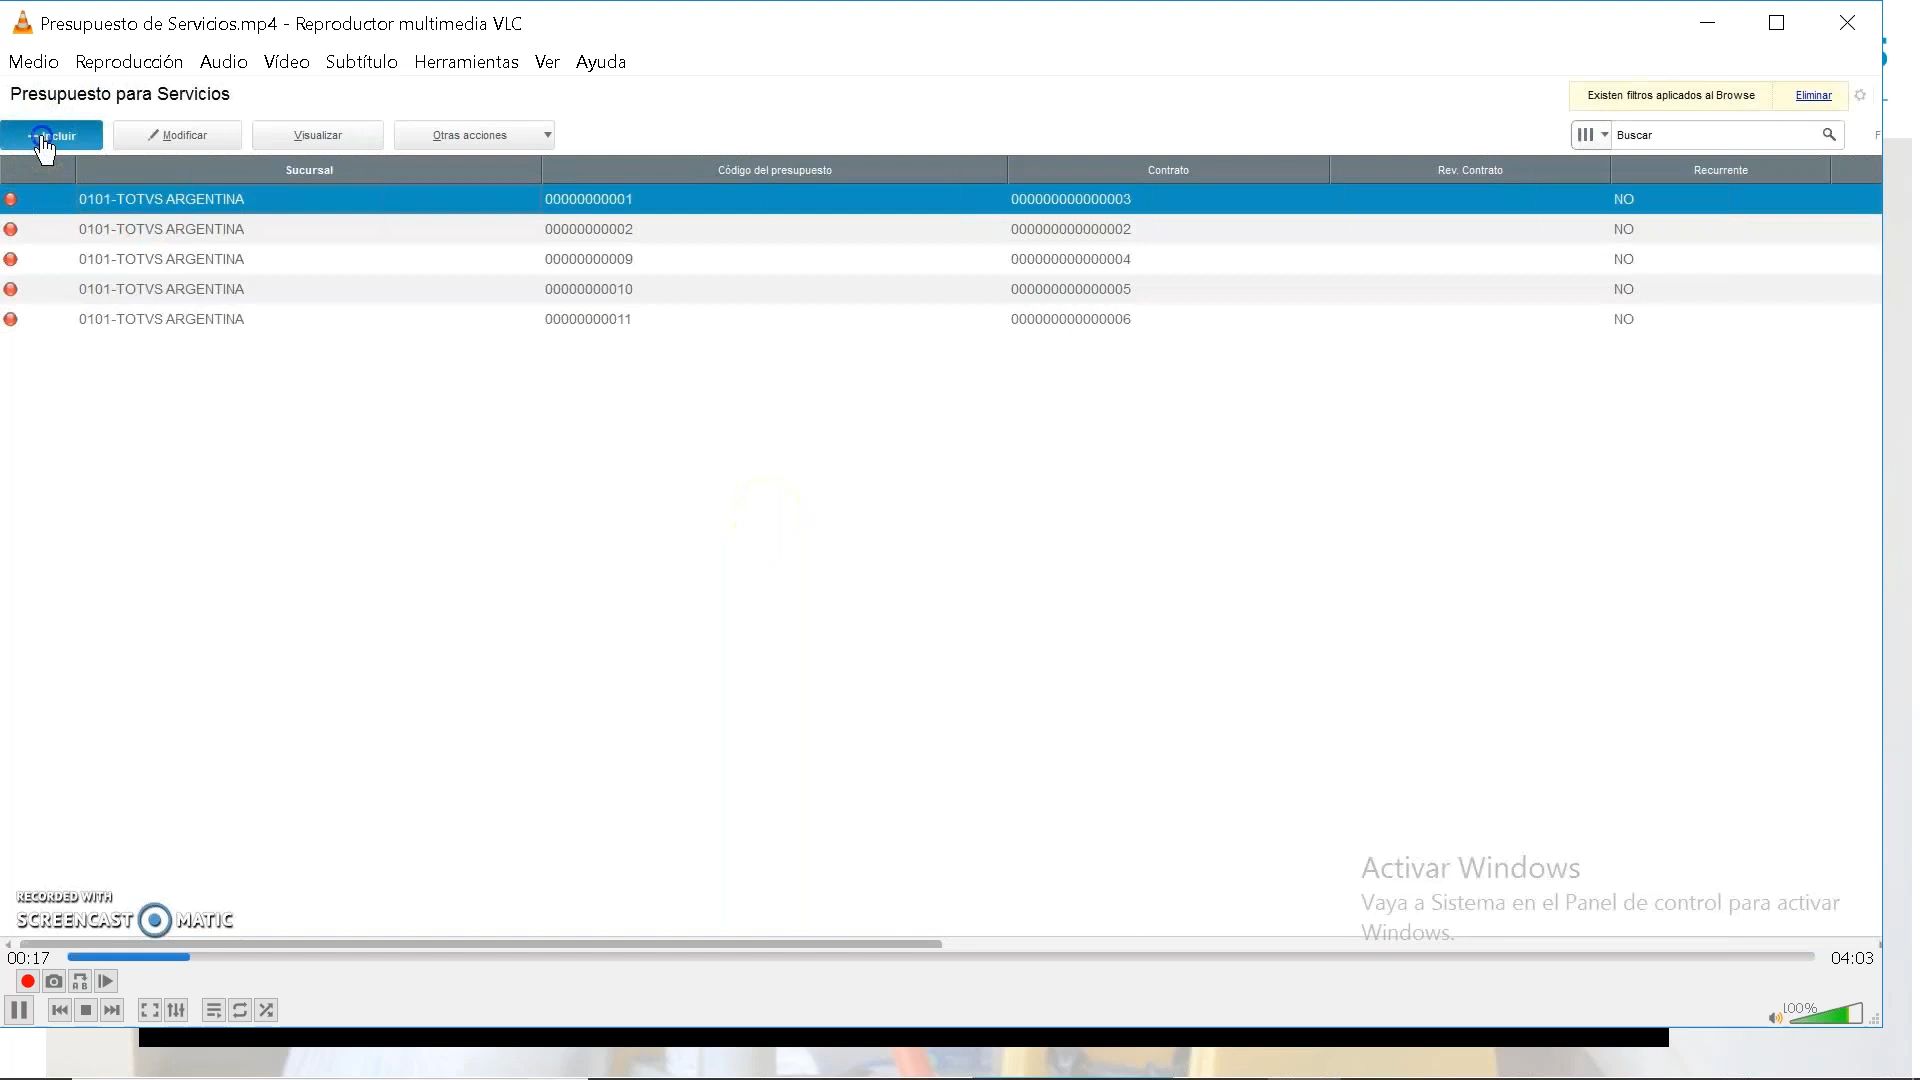 Presupuesto de Servicios.mp4 - Reproductor multimedia VLC
Medio Reproducción Audio Vídeo Subtítulo Herramientas Ver Ayuda
Presupuesto para Servicios
Existen filtros aplicados al Browse Eliminar
Modificar Visualizar Otras acciones Buscar F
Sucursal Código del presupuesto Contrato Rev. Contrato Recurrente
0101-TOTVS ARGENTINA 00000000001 000000000000003 NO
0101-TOTVS ARGENTINA 00000000002 000000000000002 NO
0101-TOTVS ARGENTINA 00000000009 000000000000004 NO
0101-TOTVS ARGENTINA 00000000010 000000000000005 NO
0101-TOTVS ARGENTINA 00000000011 000000000000006 NO
Activar Windows
Vaya a Sistema en el Panel de control para activar
Windows.
RECORDED WITH
SCREENCAST MATIC
00:17 04:03
100%